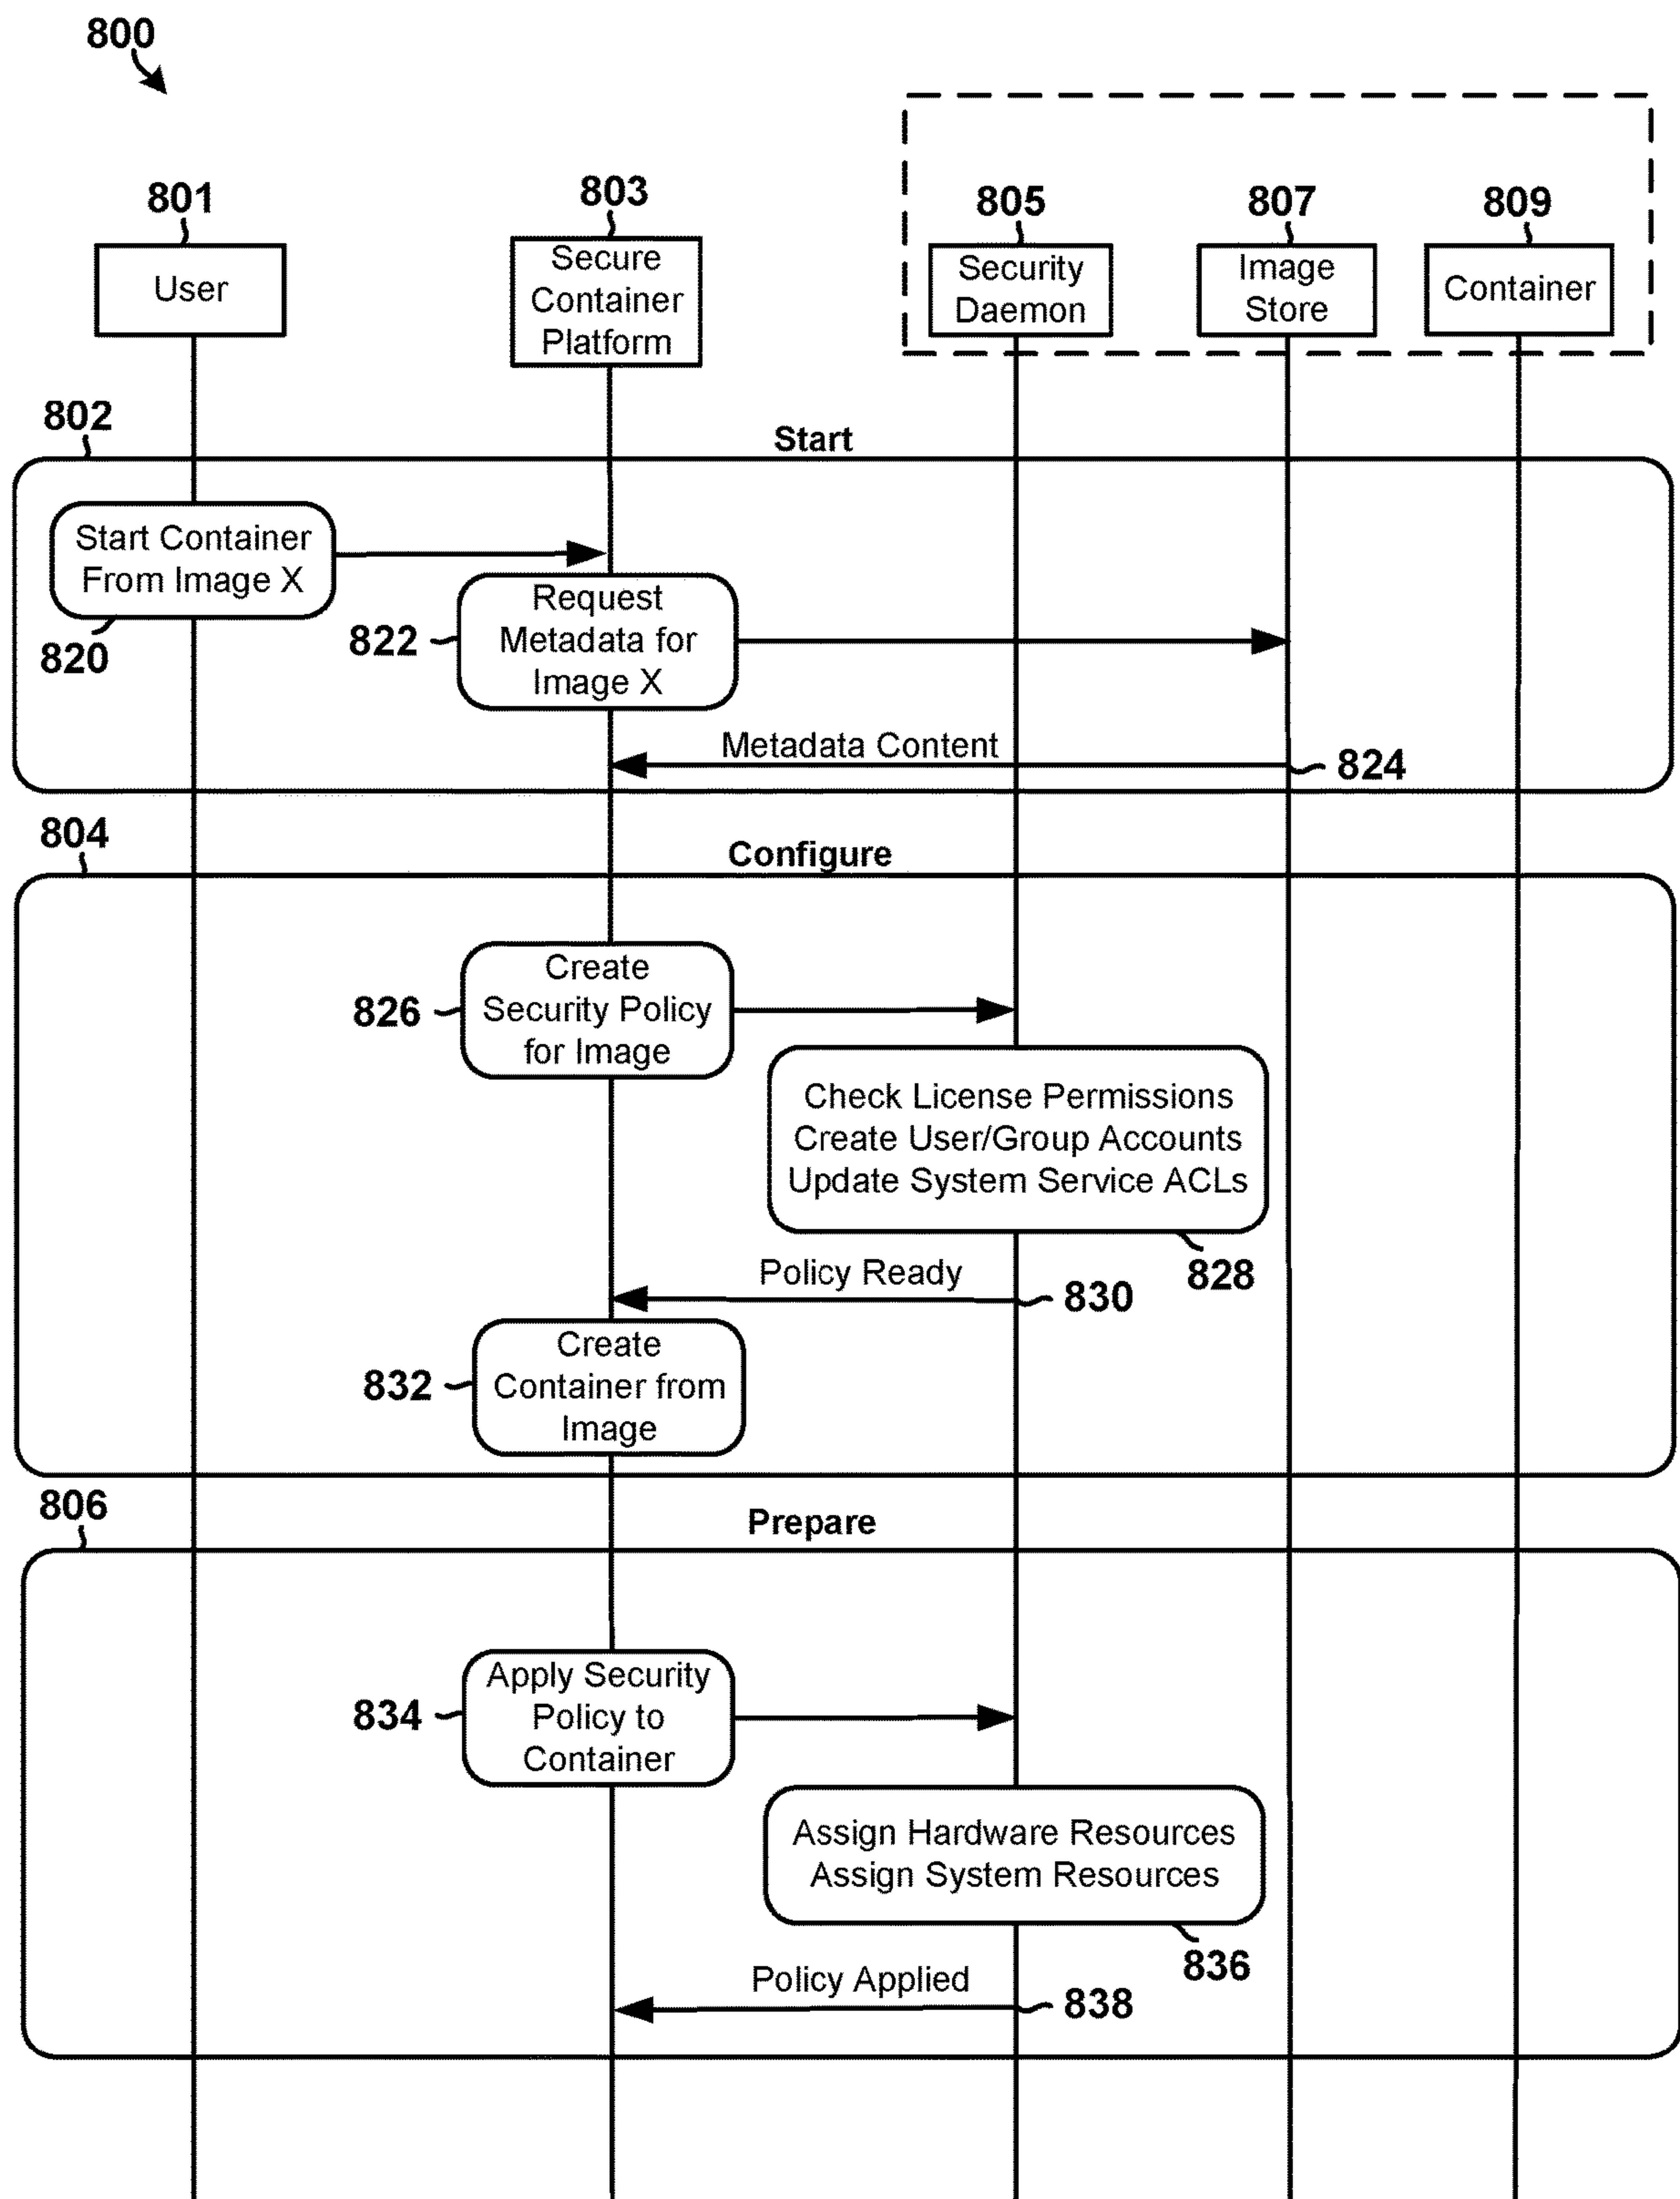 800
801
803
805
807
809
User
Secure
Container
Platform
Security
Daemon
Image
Store
Container
802
Start
Start Container
From Image X
820
822
Request
Metadata for
Image X
Metadata Content
824
804
Configure
826
Create
Security Policy
for Image
Check License Permissions
Create User/Group Accounts
Update System Service ACLs
828
Policy Ready
830
832
Create
Container from
Image
806
Prepare
834
Apply Security
Policy to
Container
Assign Hardware Resources
Assign System Resources
836
Policy Applied
838